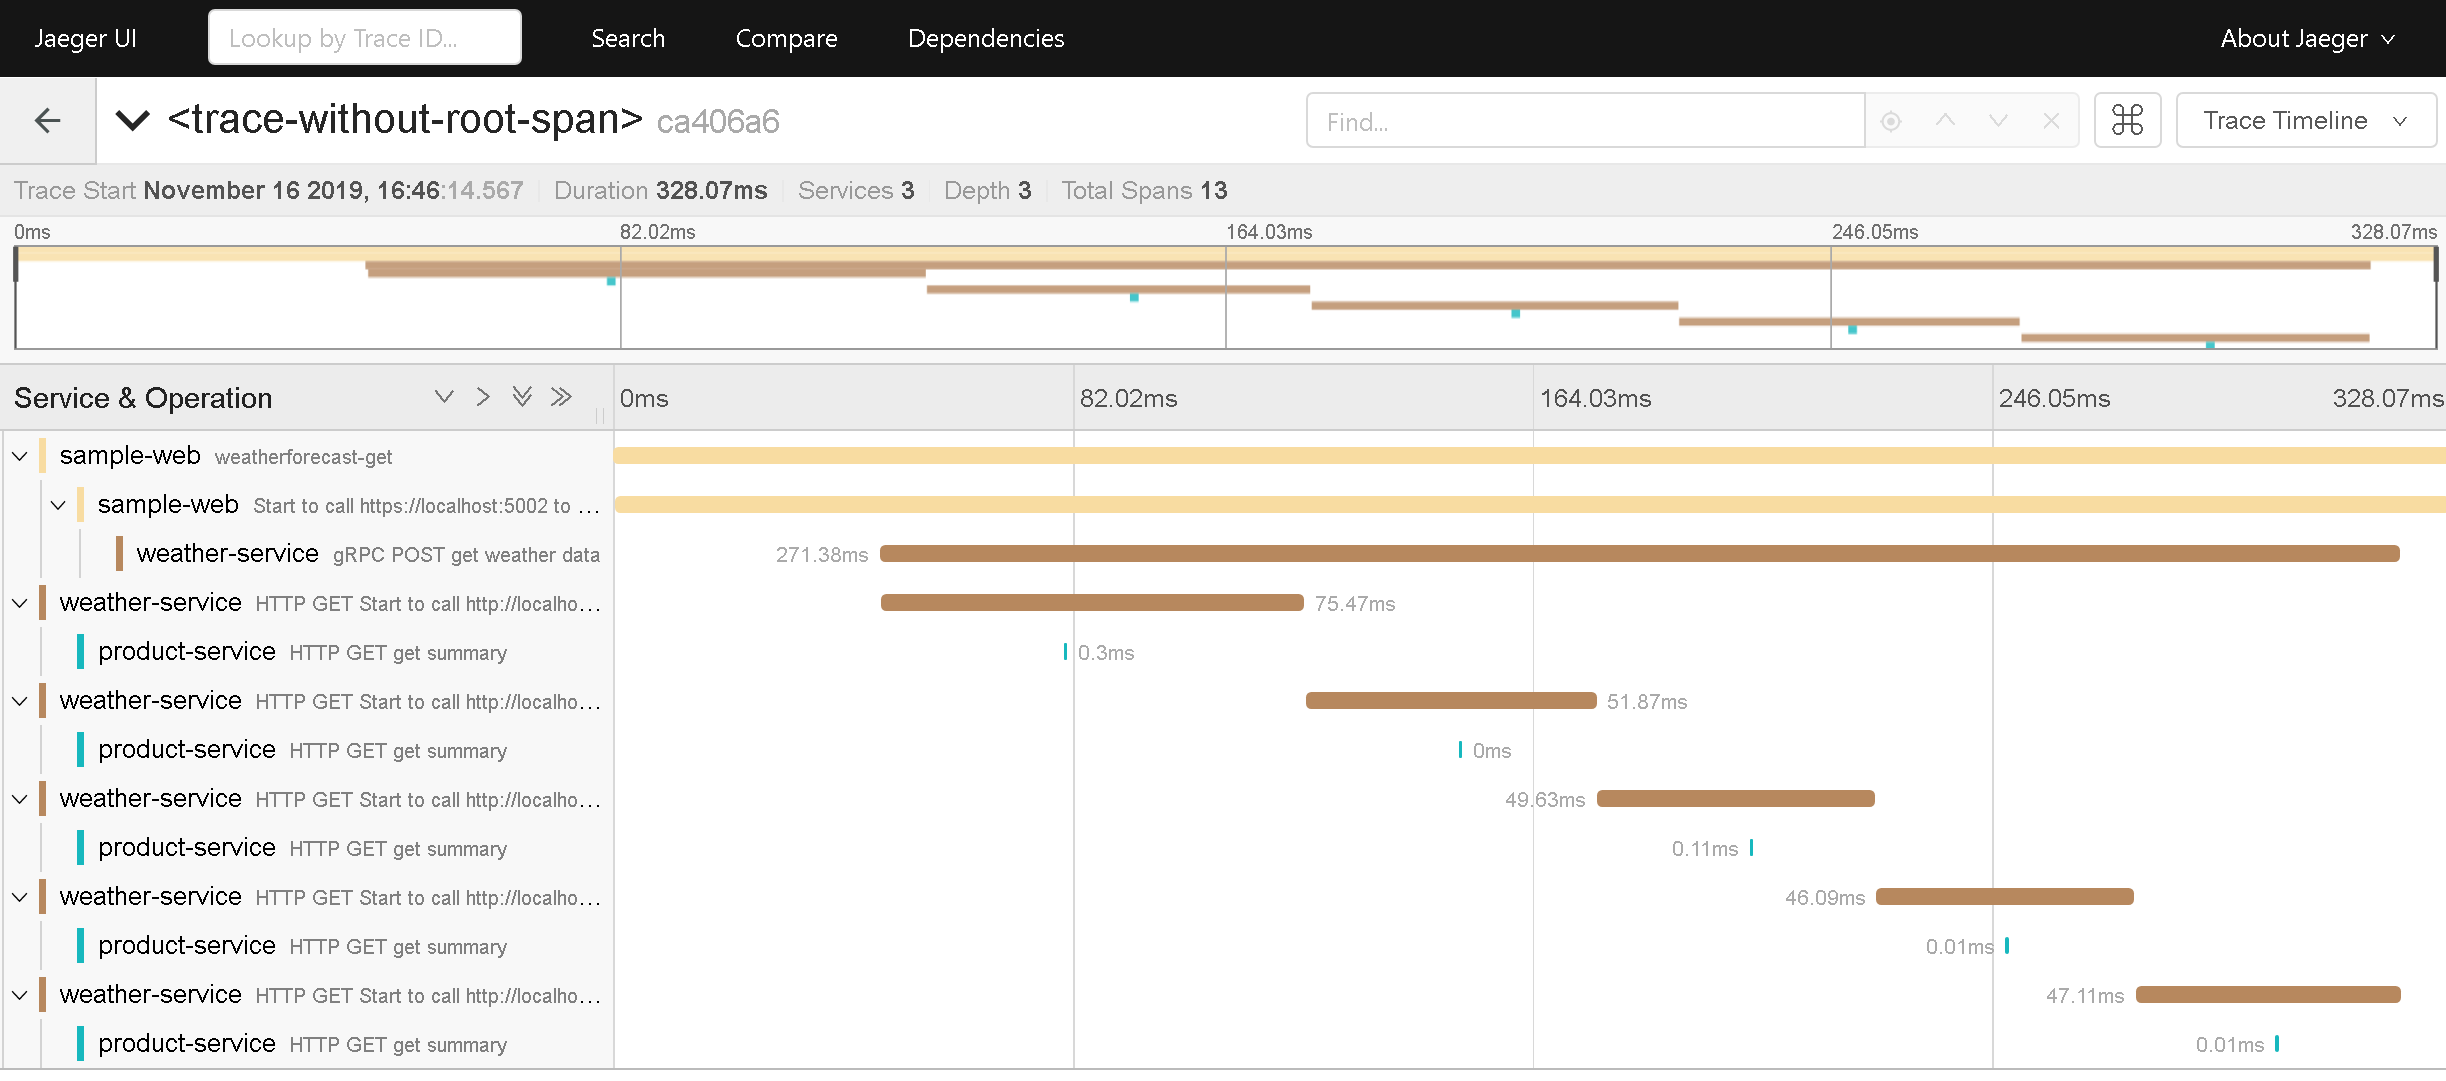 Jaeger UI Lookup by Trace ID... Search Compare Dependencies About Jaeger
<trace-without-root-span> ca406a6 Find... Trace Timeline
Trace Start November 16 2019, 16:46:14.567 Duration 328.07ms Services 3 Depth 3 Total Spans 13
0ms 82.02ms 164.03ms 246.05ms 328.07ms
Service & Operation 0ms 82.02ms 164.03ms 246.05ms 328.07ms
sample-web weatherforecast-get
sample-web Start to call https://localhost:5002 to ...
weather-service gRPC POST get weather data 271.38ms
weather-service HTTP GET Start to call http://localho... 75.47ms
product-service HTTP GET get summary 0.3ms
weather-service HTTP GET Start to call http://localho... 51.87ms
product-service HTTP GET get summary 0ms
weather-service HTTP GET Start to call http://localho... 49.63ms
product-service HTTP GET get summary 0.11ms
weather-service HTTP GET Start to call http://localho... 46.09ms
product-service HTTP GET get summary 0.01ms
weather-service HTTP GET Start to call http://localho... 47.11ms
product-service HTTP GET get summary 0.01ms